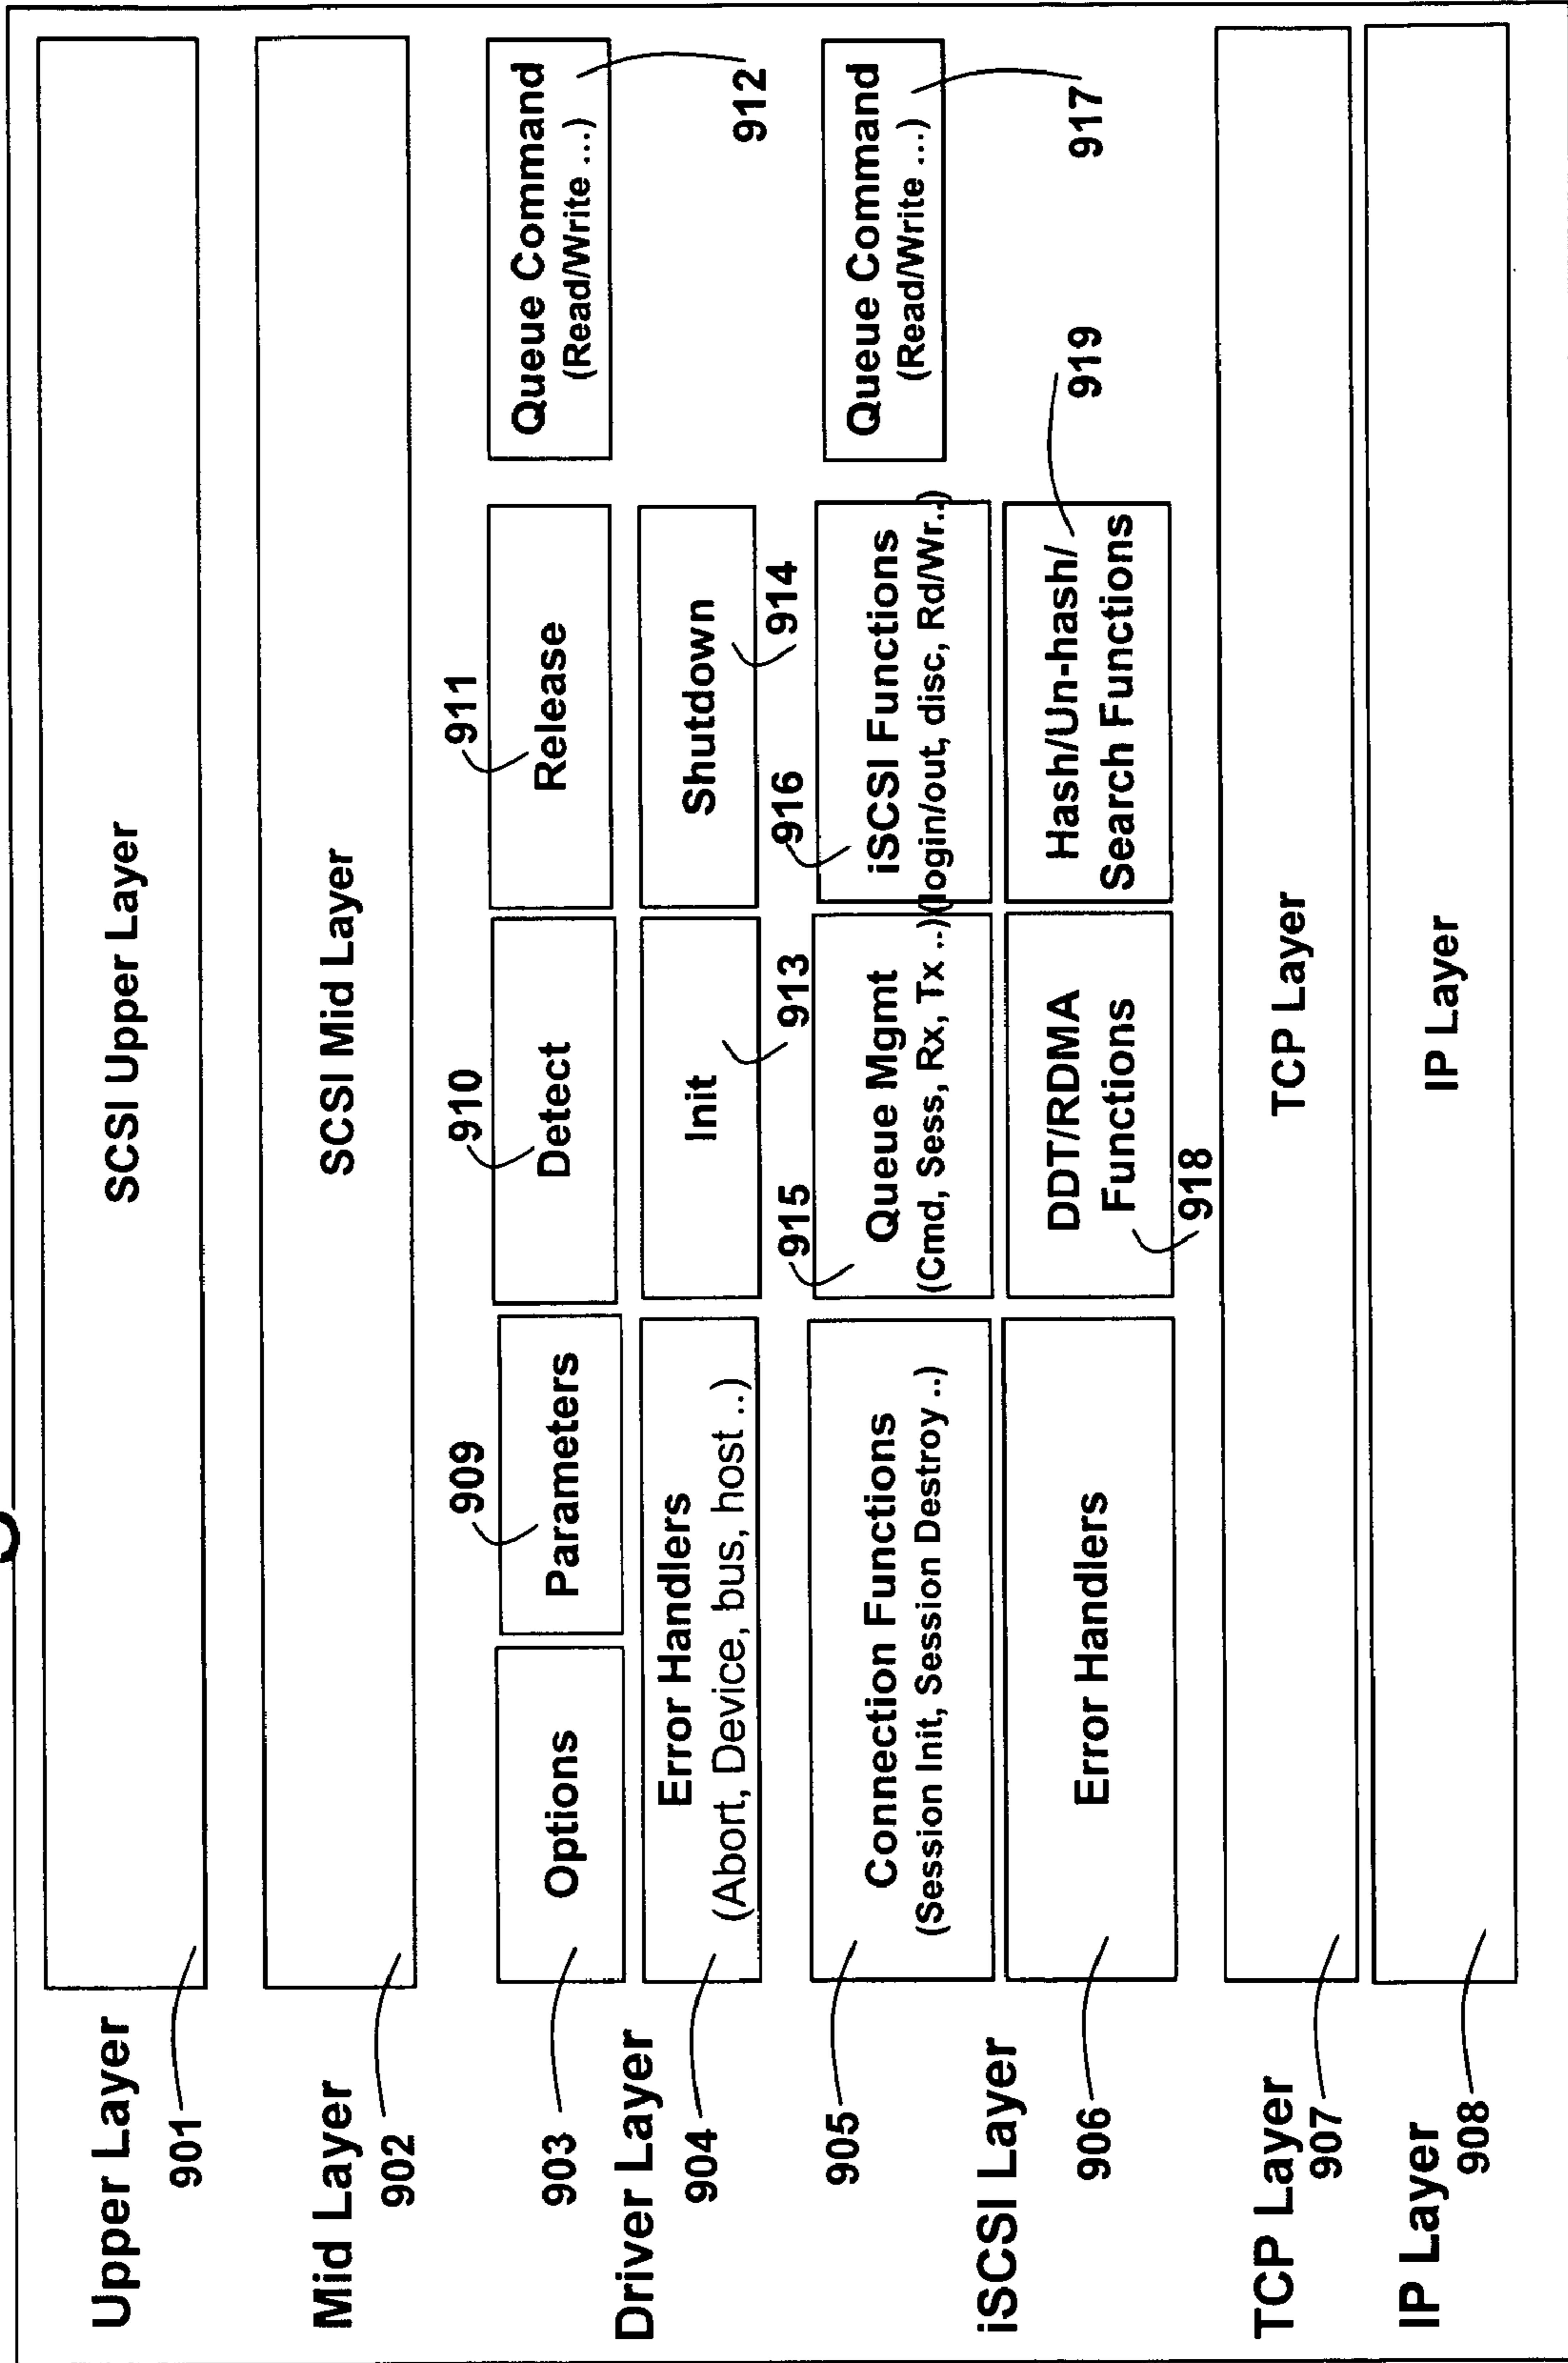 Upper Layer
901
SCSI Upper Layer
Mid Layer
902
SCSI Mid Layer
Driver Layer
903
Options
909
Parameters
910
Detect
911
Release
Queue Command
(Read/Write ...)
912
904
Error Handlers
(Abort, Device, bus, host ..)
Init
913
Shutdown
914
iSCSI Layer
905
Connection Functions
(Session Init, Session Destroy ..)
915
Queue Mgmt
(Cmd, Sess, Rx, Tx ..)
916
iSCSI Functions
(login/out, disc, Rd/Wr..)
Queue Command
(Read/Write ...)
917
906
Error Handlers
DDT/RDMA
Functions
918
Hash/Un-hash/
Search Functions
919
TCP Layer
907
TCP Layer
IP Layer
908
IP Layer